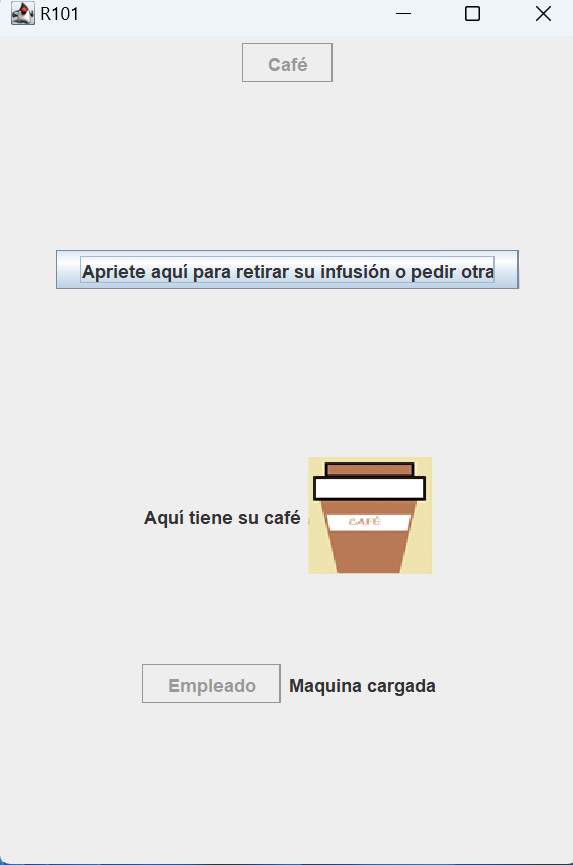 R101
Café
Apriete aquí para retirar su infusión o pedir otra
Aquí tiene su café
CAFÉ
Empleado
Maquina cargada